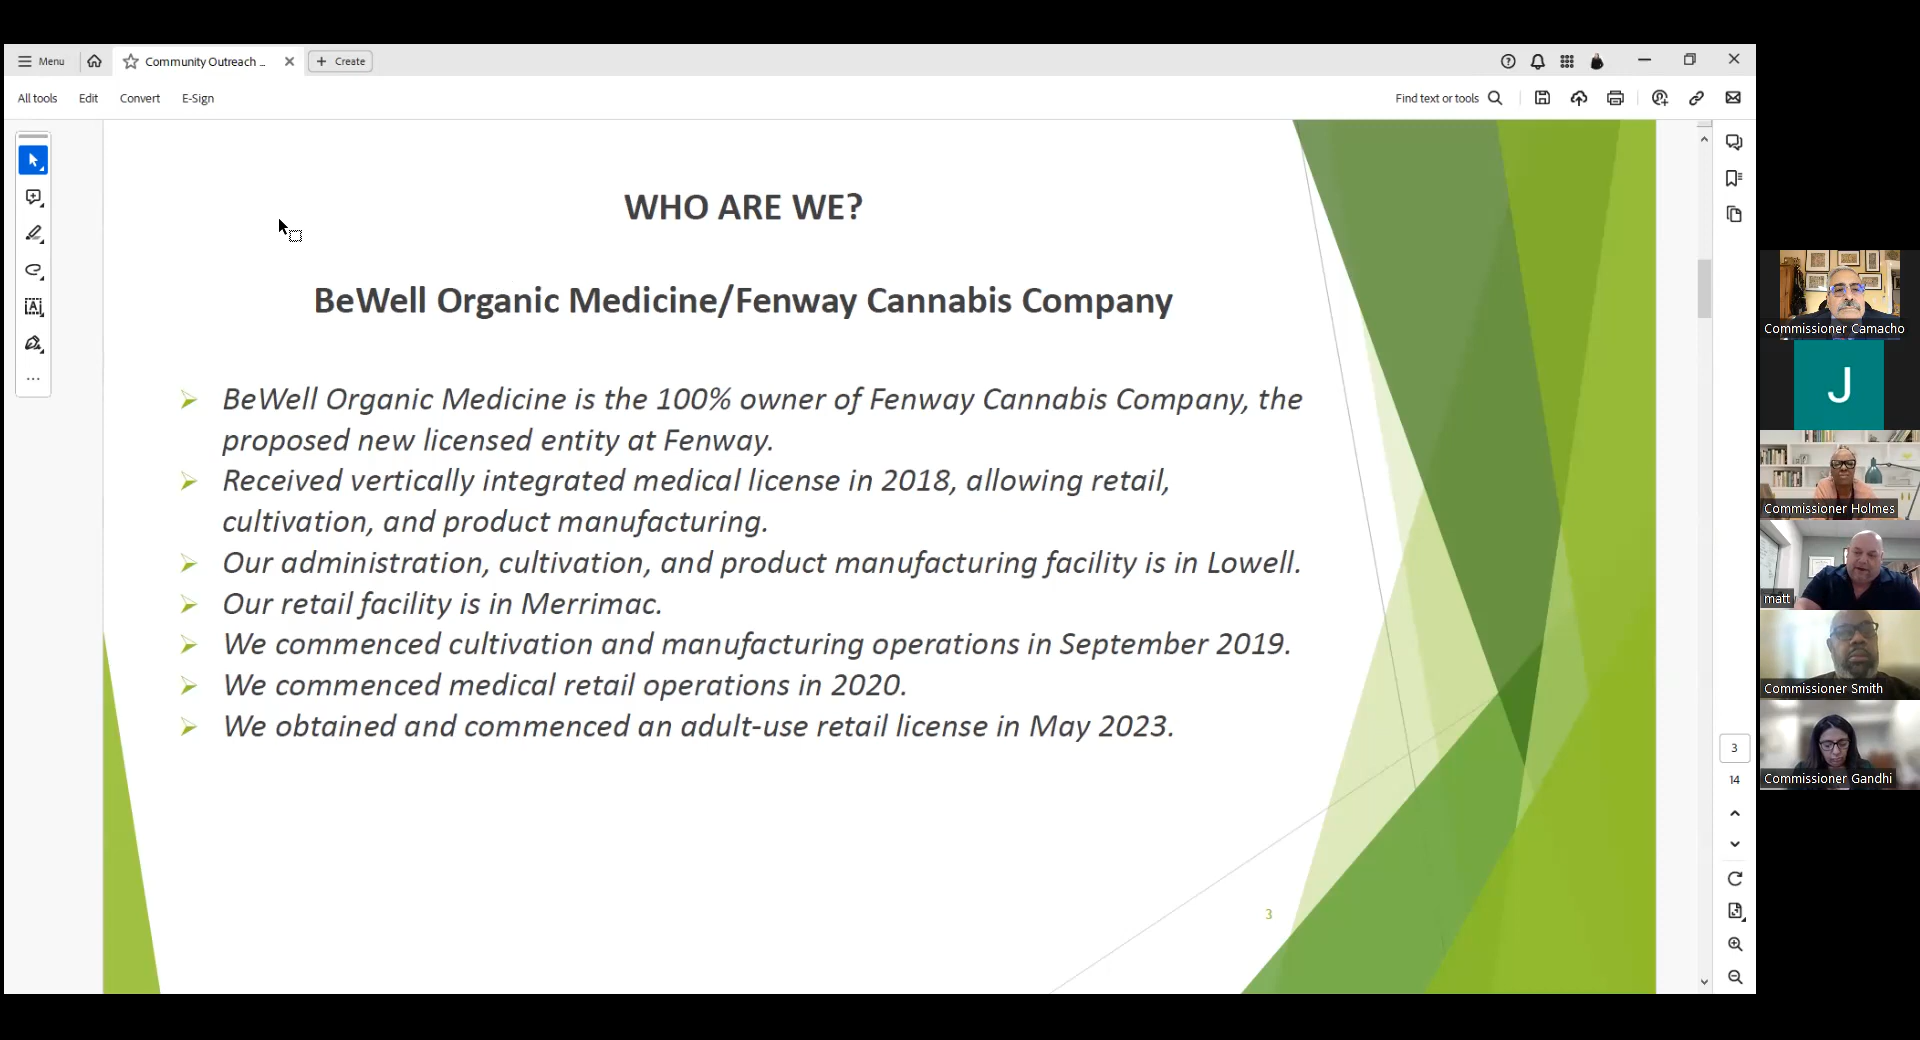 Menu
Community Outreach ...
Create
All tools
Edit
Convert
E-Sign
Find text or tools
WHO ARE WE?
BeWell Organic Medicine/Fenway Cannabis Company
BeWell Organic Medicine is the 100% owner of Fenway Cannabis Company, the
proposed new licensed entity at Fenway.
Received vertically integrated medical license in 2018, allowing retail,
cultivation, and product manufacturing.
Our administration, cultivation, and product manufacturing facility is in Lowell.
Our retail facility is in Merrimac.
We commenced cultivation and manufacturing operations in September 2019.
We commenced medical retail operations in 2020.
We obtained and commenced an adult-use retail license in May 2023.
3
3
14
Commissioner Camacho
J
Commissioner Holmes
matt
Commissioner Smith
Commissioner Gandhi